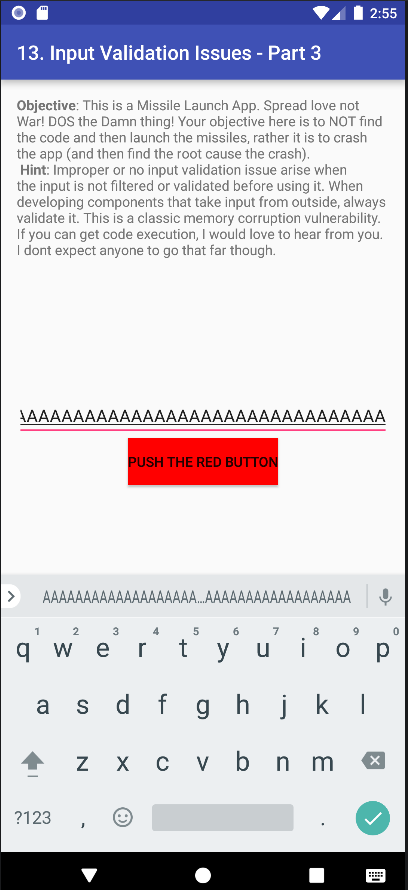 2:55
13. Input Validation Issues - Part 3
Objective: This is a Missile Launch App. Spread love not
War! DOS the Damn thing! Your objective here is to NOT find
the code and then launch the missiles, rather it is to crash
the app (and then find the root cause the crash).
Hint: Improper or no input validation issue arise when
the input is not filtered or validated before using it. When
developing components that take input from outside, always
validate it. This is a classic memory corruption vulnerability.
If you can get code execution, I would love to hear from you.
I dont expect anyone to go that far though.
AAAAAAAAAAAAAAAAAAAAAAAAAAAAAAA
PUSH THE RED BUTTON
AAAAAAAAAAAAAAAAAAA...AAAAAAAAAAAAAAAAAA
1 2 3 4 5 6 7 8 9 0
q w e r t y u i o p
a s d f g h j k l
z x c v b n m
?123 , .